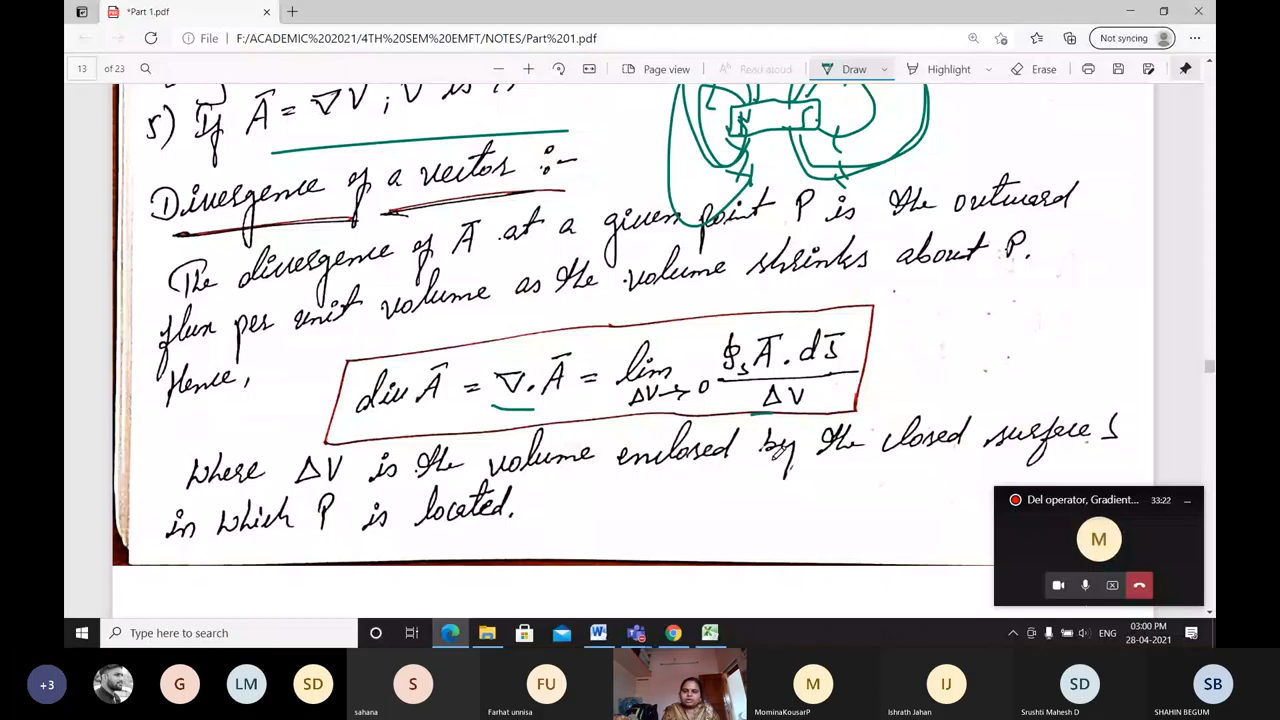 *Part 1.pdf
File
F:/ACADEMIC%202021/4TH%20SEM%20EMFT/NOTES/Part%201.pdf
Not syncing
13 of 23
Page view
Read aloud
Draw
Highlight
Erase
5) If Ā = ∇V ; V is
Divergence of a vector :-
The divergence of Ā at a given point P is the outward
flux per unit volume as the volume shrinks about P.
Hence,
div Ā = ∇. Ā = lim ΔV→0 ∮s Ā . ds̄ / ΔV
Where ΔV is the volume enclosed by the closed surface S
in which P is located.
Del operator, Gradient...
33:22
M
Type here to search
ENG
03:00 PM
28-04-2021
+3
G
LM
SD
S
sahana
FU
Farhat unnisa
M
MominaKousarP
IJ
Ishrath Jahan
SD
Srushti Mahesh D
SB
SHAHIN BEGUM